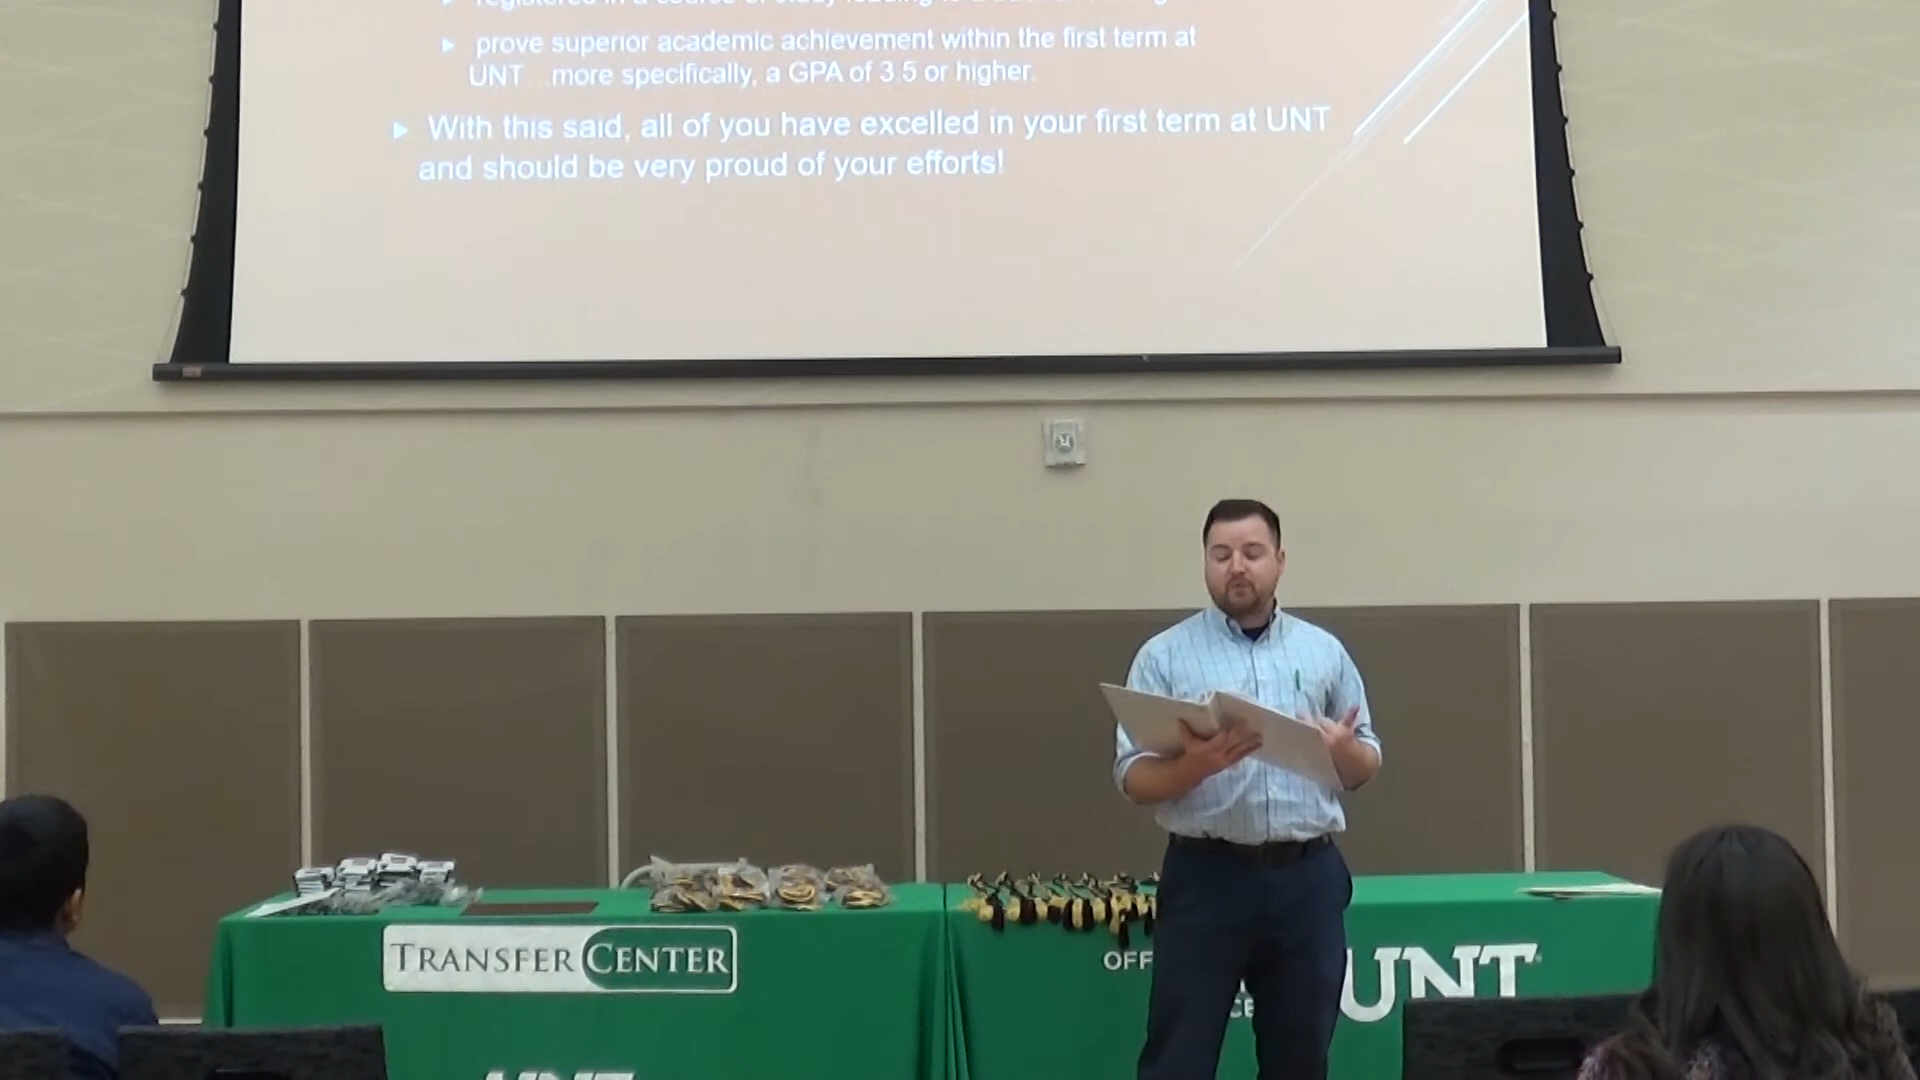 prove superior academic achievement within the first term at
UNT...more specifically, a GPA of 3.5 or higher.
With this said, all of you have excelled in your first term at UNT
and should be very proud of your efforts!
TRANSFER CENTER
OFF
UNT
UNT